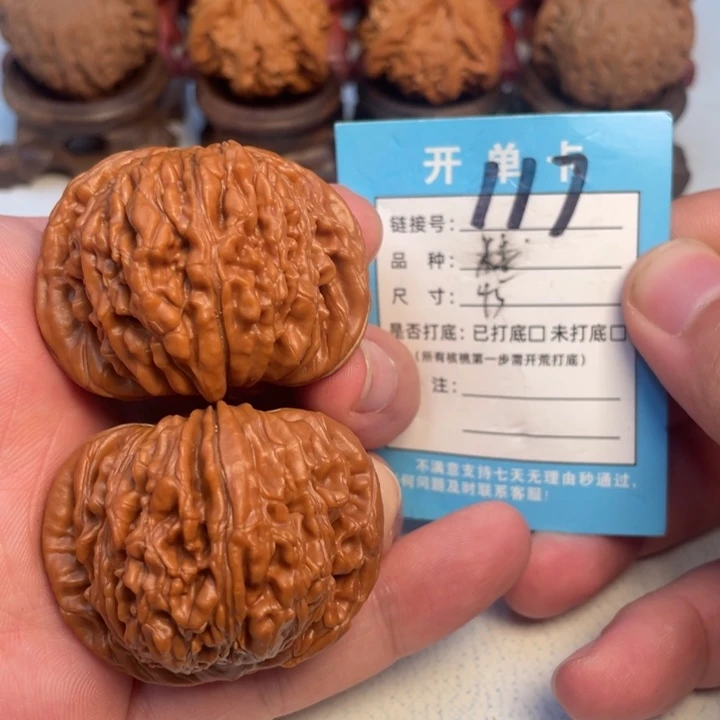 开单卡
链接号: 117
品 种:
尺 寸: 45
是否打底: 已打底□ 未打底□
(所有核桃第一步需开荒打底)
注:
不满意支持七天无理由秒通过,
何问题及时联系客服!